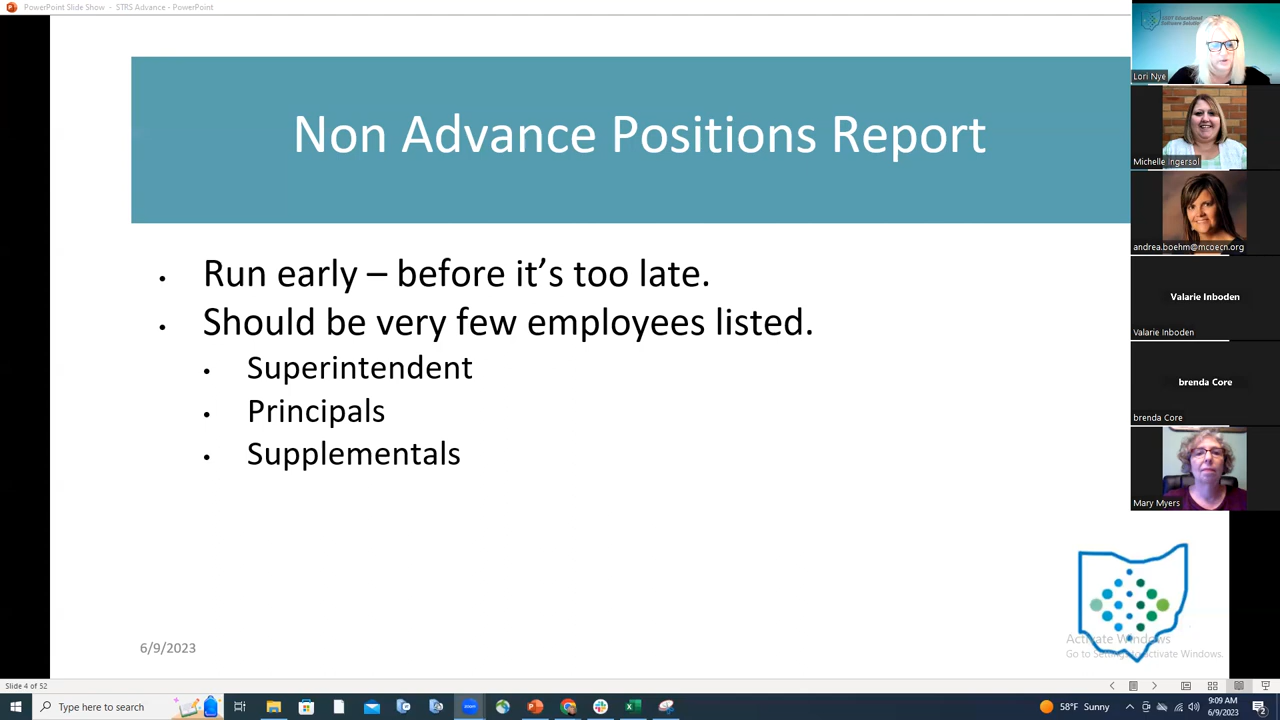 PowerPoint Slide Show - STRS Advance - PowerPoint
Non Advance Positions Report
• Run early – before it’s too late.
• Should be very few employees listed.
• Superintendent
• Principals
• Supplementals
6/9/2023
Activate Windows
Go to Settings to activate Windows.
Lori Nye
Michelle Ingersol
andrea.boehm@mcoecn.org
Valarie Inboden
Valarie Inboden
brenda Core
brenda Core
Mary Myers
Slide 4 of 52
Type here to search
zoom
58°F Sunny
9:09 AM
6/9/2023
2